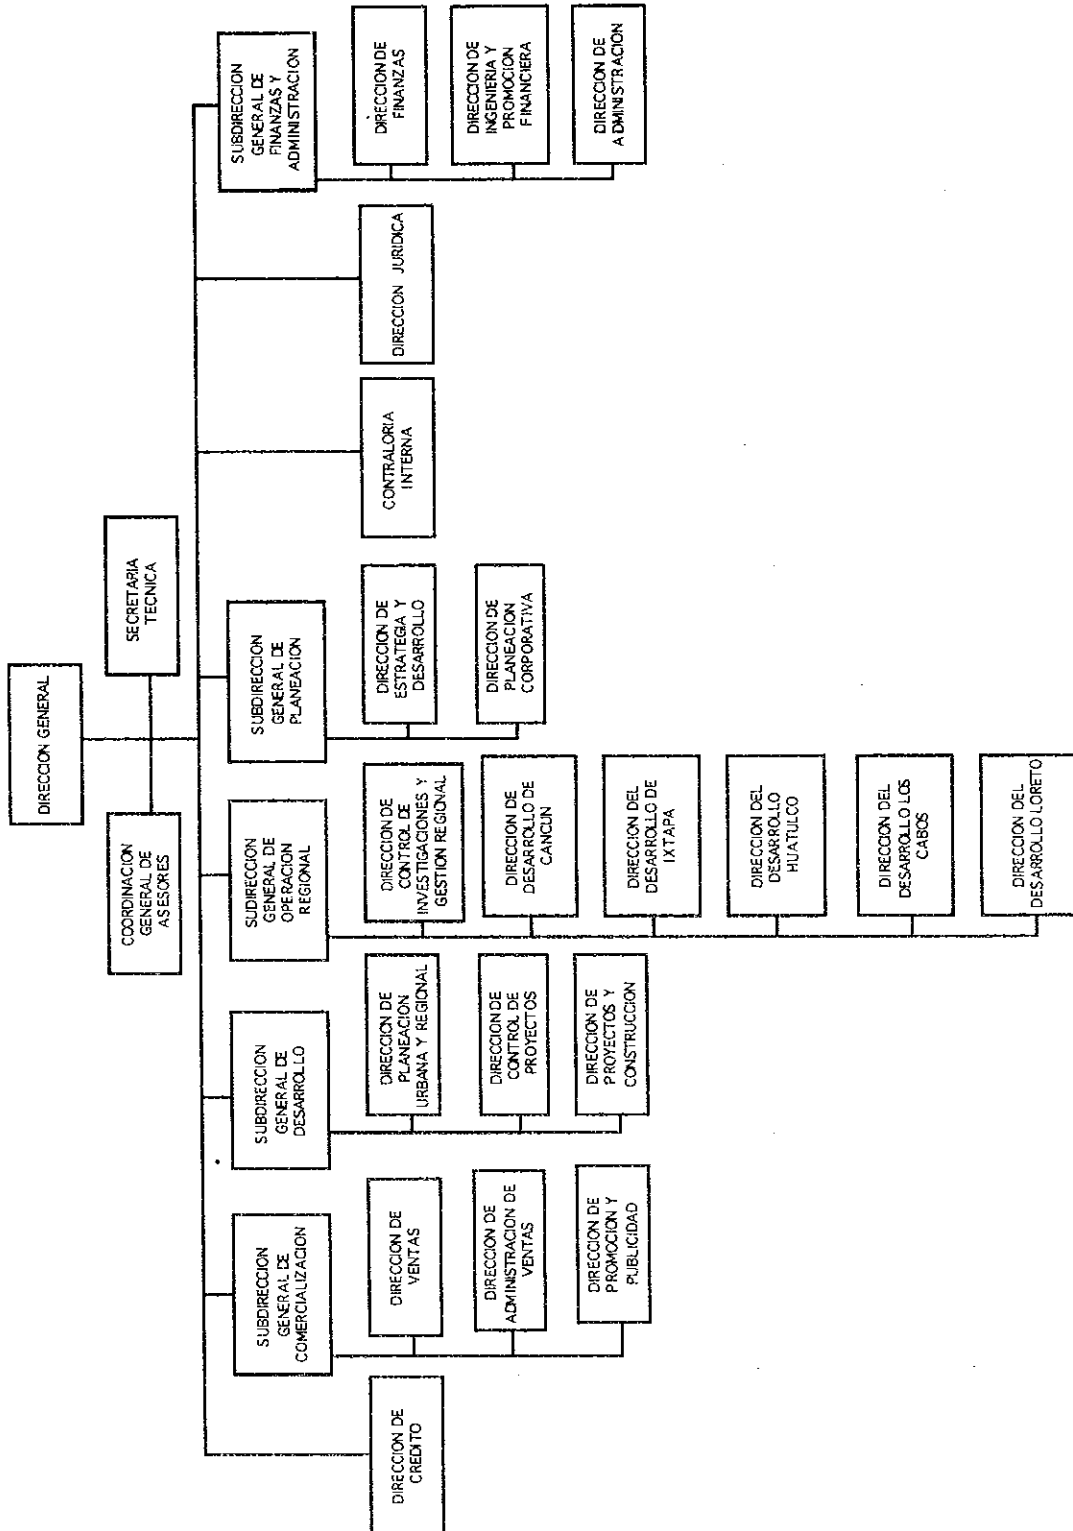 DIRECCION GENERAL
COORDINACION
GENERAL DE
ASESORES
SECRETARIA
TECNICA
DIRECCION DE
CREDITO
SUBDIRECCION
GENERAL DE
COMERCIALIZACION
DIRECCION DE
VENTAS
DIRECCION DE
ADMINISTRACION DE
VENTAS
DIRECCION DE
PROMOCION Y
PUBLICIDAD
SUBDIRECCION
GENERAL DE
DESARROLLO
DIRECCION DE
PLANEACION
URBANA Y REGIONAL
DIRECCION DE
CONTROL DE
PROYECTOS
DIRECCION DE
PROYECTOS Y
CONSTRUCCION
SUDIRECCION
GENERAL DE
OPERACION
REGIONAL
DIRECCION DE
CONTROL DE
INVESTIGACIONES Y
GESTION REGIONAL
DIRECCION DE
DESARROLLO DE
CANCUN
DIRECCION DEL
DESARROLLO DE
IXTAPA
DIRECCION DEL
DESARROLLO
HUATULCO
DIRECCION DEL
DESARROLLO LOS
CABOS
DIRECCION DEL
DESARROLLO LORETO
SUBDIRECCION
GENERAL DE
PLANEACION
DIRECCION DE
ESTRATEGIA Y
DESARROLLO
DIRECCION DE
PLANEACION
CORPORATIVA
CONTRALORIA
INTERNA
DIRECCION JURIDICA
SUBDIRECCION
GENERAL DE
FINANZAS Y
ADMINISTRACION
DIRECCION DE
FINANZAS
DIRECCION DE
INGENIERIA Y
PROMOCION
FINANCIERA
DIRECCION DE
ADMINISTRACION